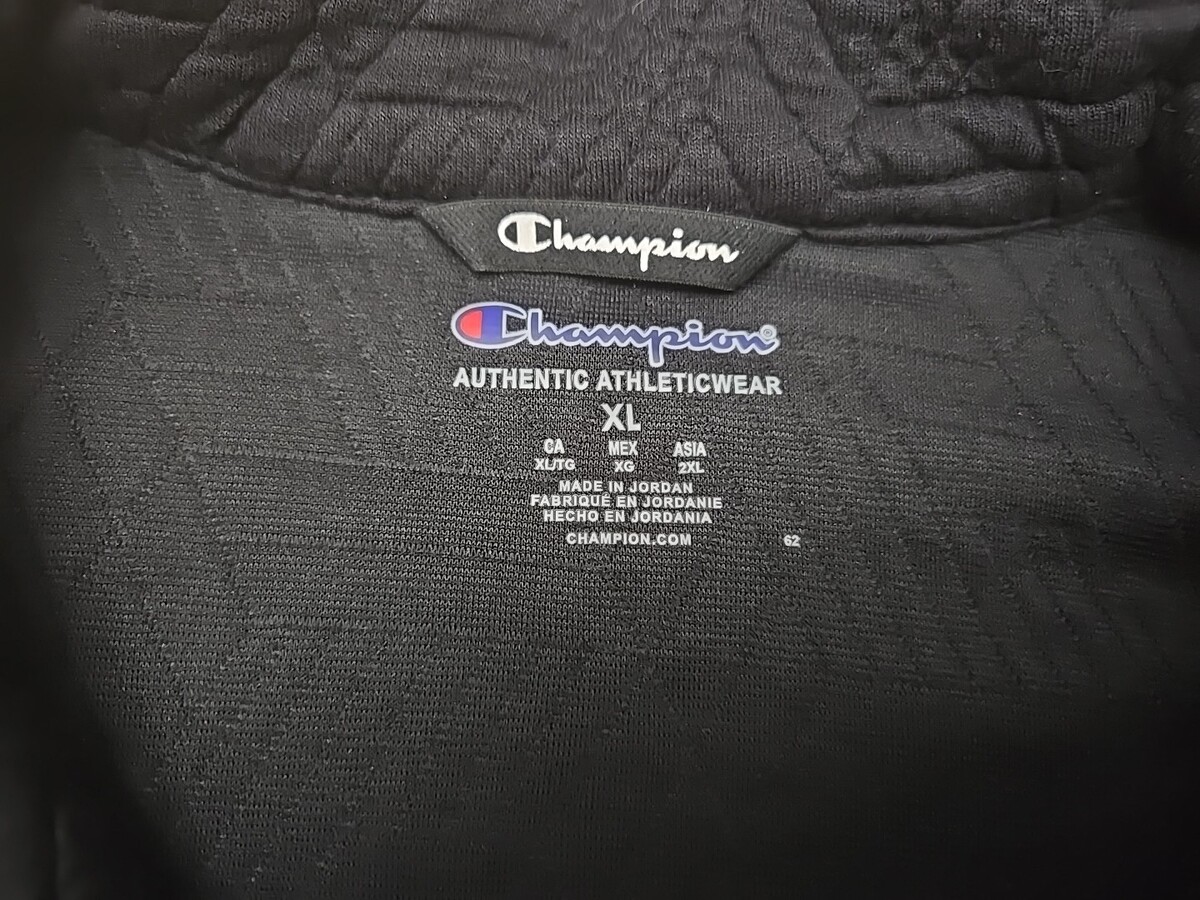 Champion
Champion®
AUTHENTIC ATHLETICWEAR
XL
CA MEX ASIA
XL/TG XG 2XL
MADE IN JORDAN
FABRIQUÉ EN JORDANIE
HECHO EN JORDANIA
CHAMPION.COM 62